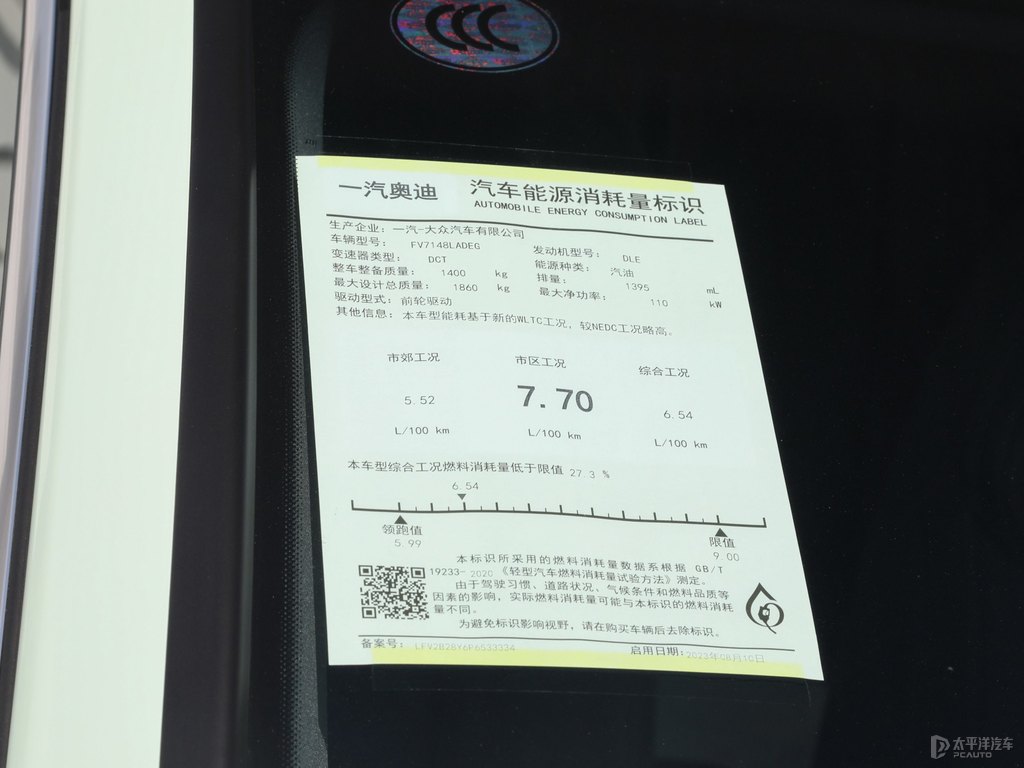 CCC
一汽奥迪 汽车能源消耗量标识
AUTOMOBILE ENERGY CONSUMPTION LABEL
生产企业：一汽-大众汽车有限公司
车辆型号： FV7148LADEG 发动机型号： DLE
变速器类型： DCT 能源种类： 汽油
整车整备质量： 1400 kg 排量： 1395 mL
最大设计总质量： 1860 kg 最大净功率： 110 kW
驱动型式：前轮驱动
其他信息：本车型能耗基于新的WLTC工况，较NEDC工况略高。
市郊工况 市区工况 综合工况
5.52 7.70 6.54
L/100 km L/100 km L/100 km
本车型综合工况燃料消耗量低于限值 27.3 %
6.54
领跑值 限值
5.99 9.00
本标识所采用的燃料消耗量数据系根据 GB/T
19233-2020《轻型汽车燃料消耗量试验方法》测定。
由于驾驶习惯、道路状况、气候条件和燃料品质等
因素的影响，实际燃料消耗量可能与本标识的燃料消耗
量不同。
为避免标识影响视野，请在购买车辆后去除标识。
备案号： LFV2B28Y6P6533334 启用日期：2023年08月10日
太平洋汽车
PCAUTO